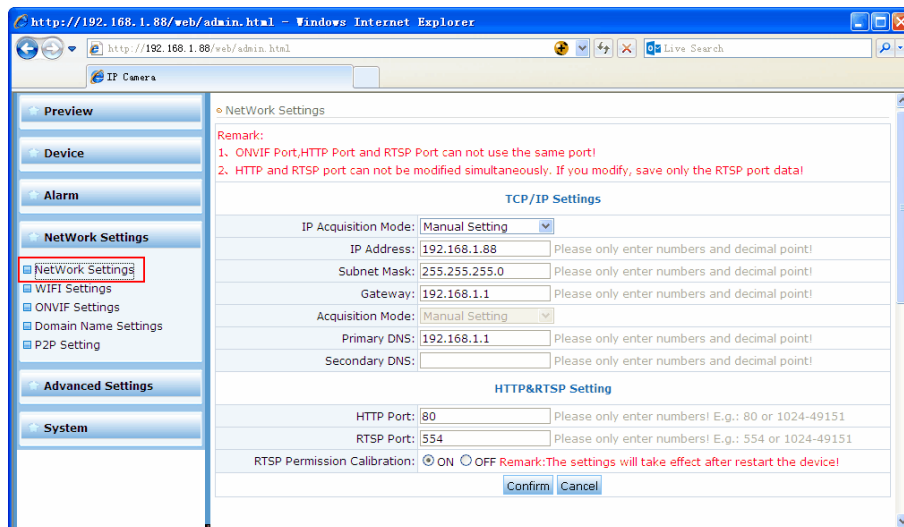 http://192.168.1.88/web/admin.html - Windows Internet Explorer
http://192.168.1.88/web/admin.html
Live Search
IP Camera
Preview
Device
Alarm
NetWork Settings
NetWork Settings
WIFI Settings
ONVIF Settings
Domain Name Settings
P2P Setting
Advanced Settings
System
NetWork Settings
Remark:
1、ONVIF Port,HTTP Port and RTSP Port can not use the same port!
2、HTTP and RTSP port can not be modified simultaneously. If you modify, save only the RTSP port data!
TCP/IP Settings
IP Acquisition Mode: Manual Setting
IP Address: 192.168.1.88 Please only enter numbers and decimal point!
Subnet Mask: 255.255.255.0 Please only enter numbers and decimal point!
Gateway: 192.168.1.1 Please only enter numbers and decimal point!
Acquisition Mode: Manual Setting
Primary DNS: 192.168.1.1 Please only enter numbers and decimal point!
Secondary DNS: Please only enter numbers and decimal point!
HTTP&RTSP Setting
HTTP Port: 80 Please only enter numbers! E.g.: 80 or 1024-49151
RTSP Port: 554 Please only enter numbers! E.g.: 554 or 1024-49151
RTSP Permission Calibration: ON OFF Remark:The settings will take effect after restart the device!
Confirm Cancel